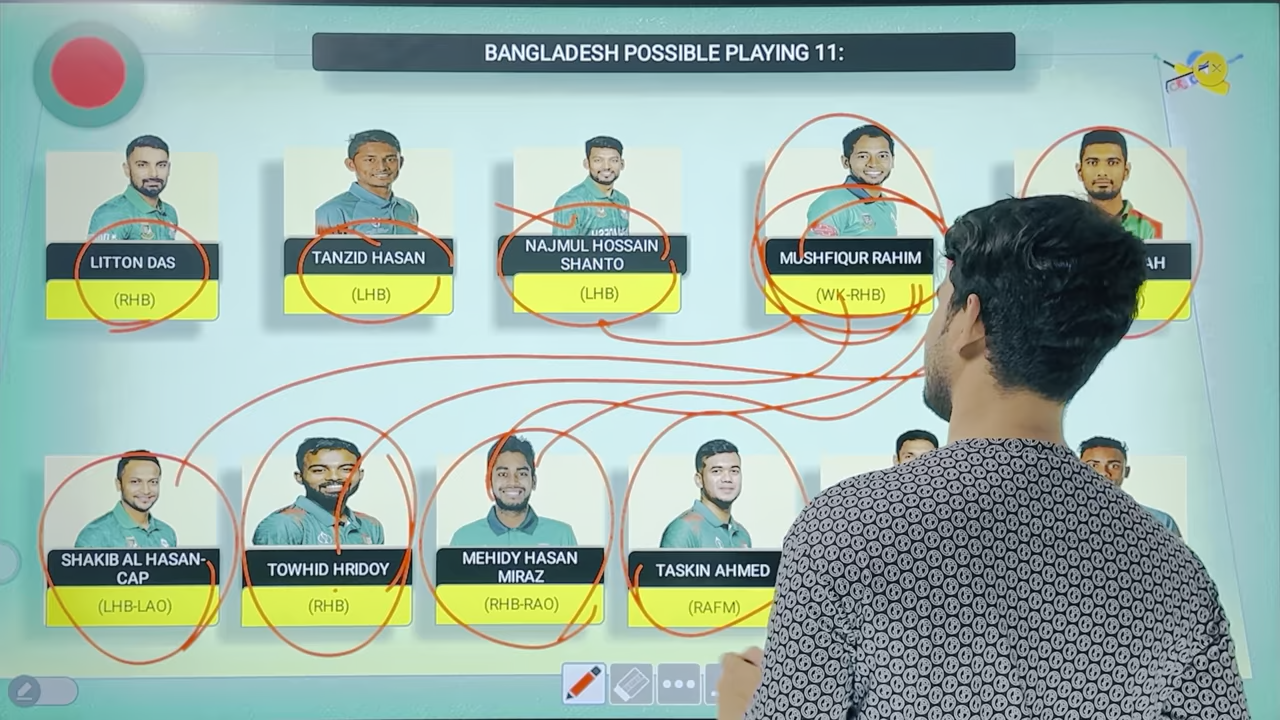 BANGLADESH POSSIBLE PLAYING 11:
LITTON DAS
(RHB)
TANZID HASAN
(LHB)
NAJMUL HOSSAIN
SHANTO
(LHB)
MUSHFIQUR RAHIM
(WK-RHB)
AH
SHAKIB AL HASAN-
CAP
(LHB-LAO)
TOWHID HRIDOY
(RHB)
MEHIDY HASAN
MIRAZ
(RHB-RAO)
TASKIN AHMED
(RAFM)